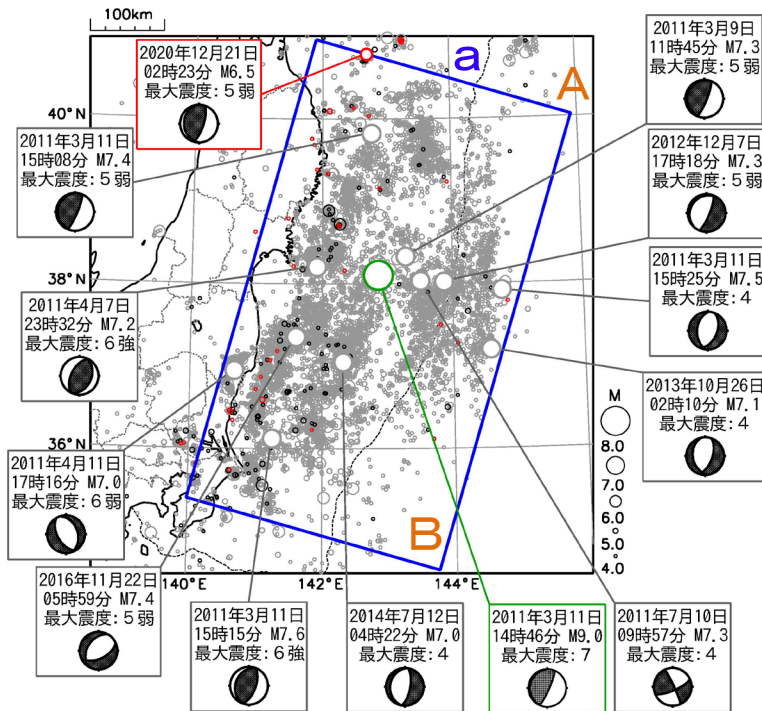 100km
2020年12月21日
02時23分 M6.5
最大震度:5弱
a
A
2011年3月9日
11時45分 M7.3
最大震度:5弱
40°N
2011年3月11日
15時08分 M7.4
最大震度:5弱
2012年12月7日
17時18分 M7.3
最大震度:5弱
38°N
2011年3月11日
15時25分 M7.5
最大震度:4
2011年4月7日
23時32分 M7.2
最大震度:6強
2013年10月26日
02時10分 M7.1
最大震度:4
M
8.0
7.0
6.0
5.0
4.0
36°N
2011年4月11日
17時16分 M7.0
最大震度:6弱
B
140°E
142°E
144°E
2016年11月22日
05時59分 M7.4
最大震度:5弱
2011年3月11日
15時15分 M7.6
最大震度:6強
2014年7月12日
04時22分 M7.0
最大震度:4
2011年3月11日
14時46分 M9.0
最大震度:7
2011年7月10日
09時57分 M7.3
最大震度:4